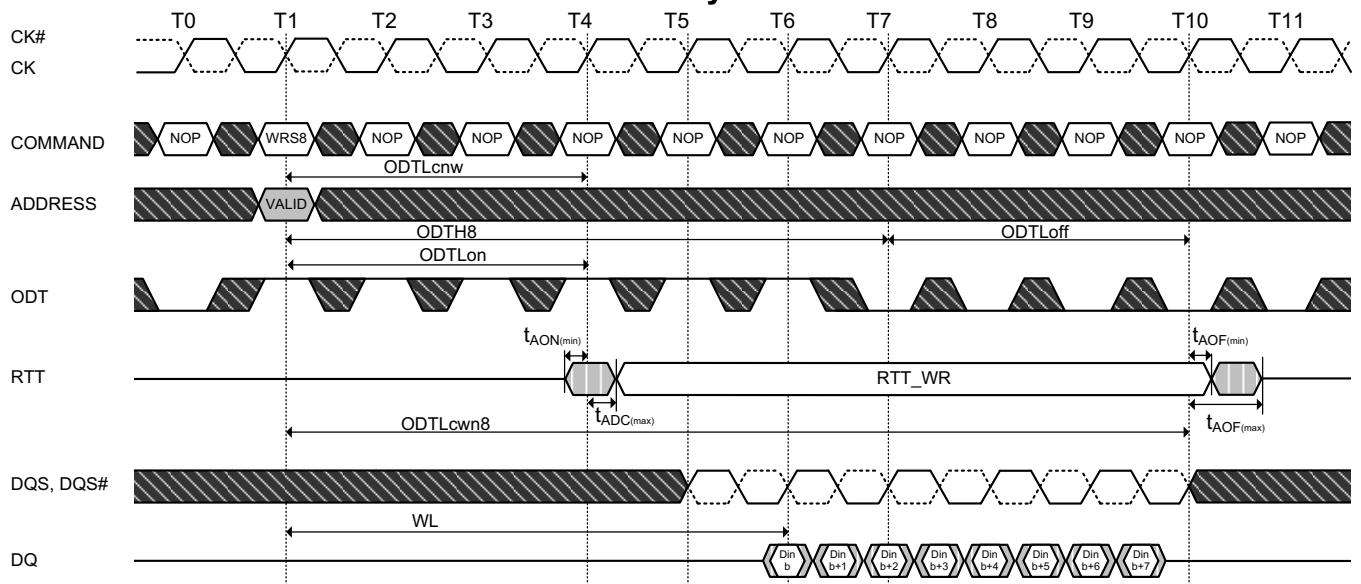 y
T0 T1 T2 T3 T4 T5 T6 T7 T8 T9 T10 T11
CK#
CK
COMMAND NOP WRS8 NOP NOP NOP NOP NOP NOP NOP NOP NOP NOP
ODTLcnw
ADDRESS VALID
ODTH8 ODTLoff
ODTLon
ODT
tAON(min) tAOF(min)
RTT RTT_WR
tADC(max) tAOF(max)
ODTLcwn8
DQS, DQS#
WL
DQ Din b Din b+1 Din b+2 Din b+3 Din b+4 Din b+5 Din b+6 Din b+7